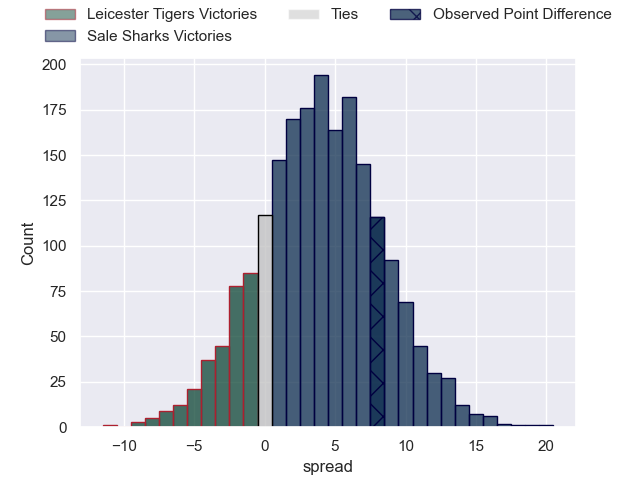 Leicester Tigers Victories
Ties
Observed Point Difference
Sale Sharks Victories
200
175
150
125
100
75
50
25
0
Count
−10
−5
0
5
10
15
20
spread